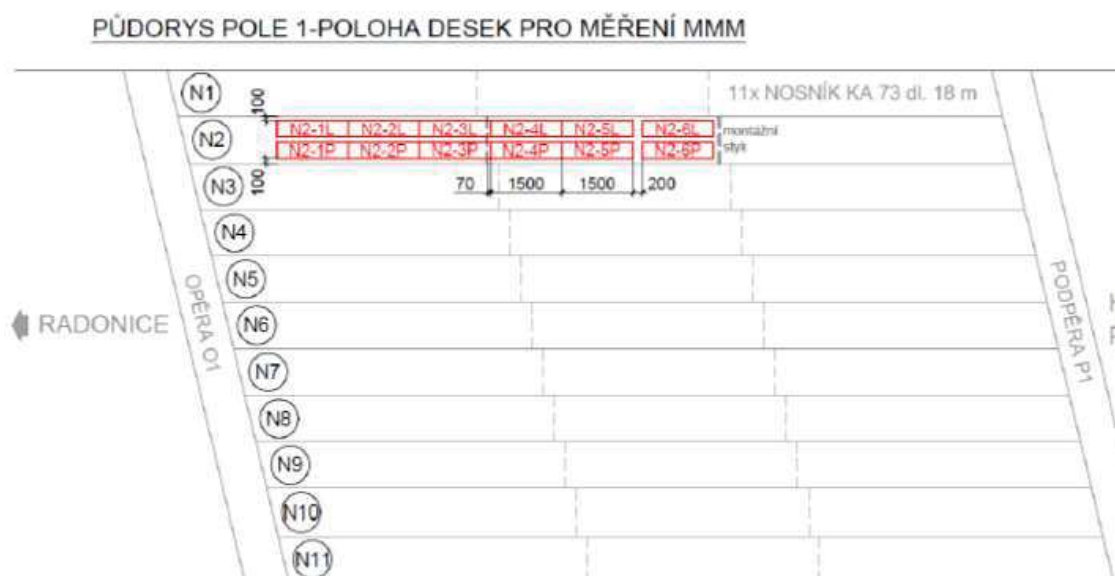 PŮDORYS POLE 1-POLOHA DESEK PRO MĚŘENÍ MMM
N1
11x NOSNÍK KA 73 dl. 18 m
100
N2
N2-1L N2-2L N2-3L N2-4L N2-5L N2-6L
N2-1P N2-2P N2-3P N2-4P N2-5P N2-6P
montážní
styk
100
70 1500 1500 200
N3
N4
N5
N6
N7
N8
N9
N10
N11
OPĚRA O1
RADONICE
PODPĚRA P1